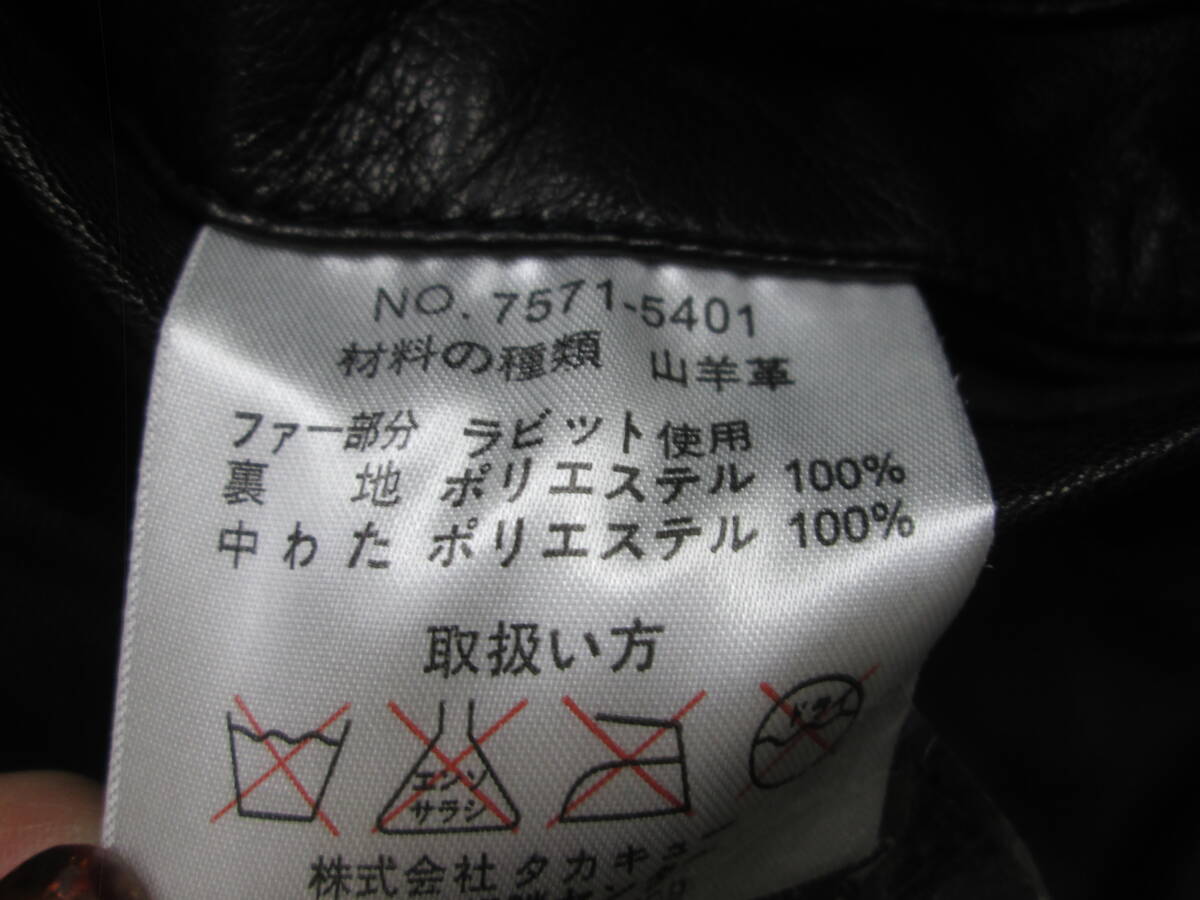 NO. 7571-5401
材料の種類 山羊革
ファー部分 ラビット使用
裏 地 ポリエステル 100%
中わた ポリエステル 100%
取扱い方
エンソ
サラシ
ドライ
株式会社 タカキュー